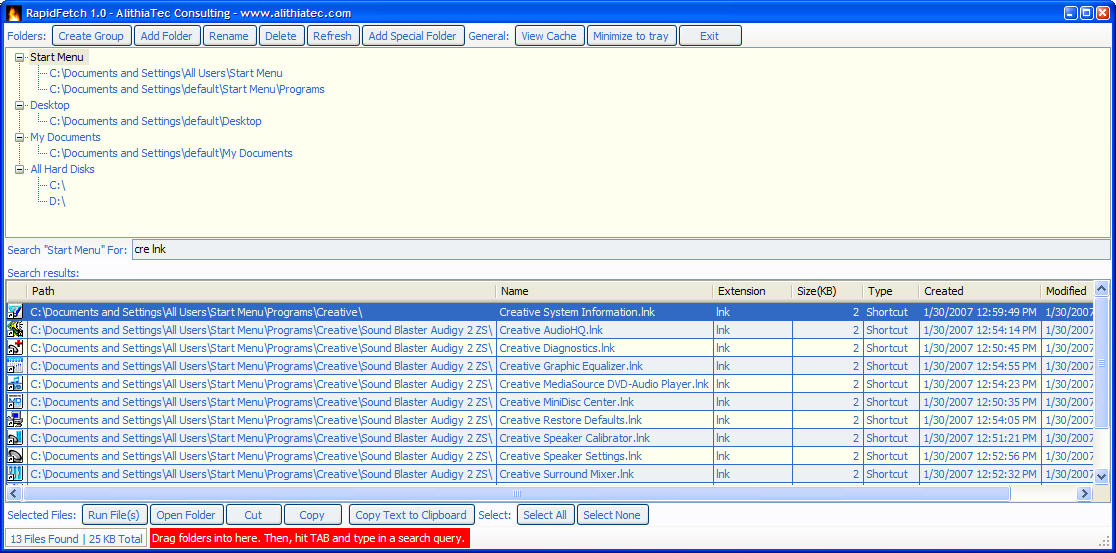 RapidFetch 1.0 - AlithiaTec Consulting - www.alithiatec.com
Folders: Create Group Add Folder Rename Delete Refresh Add Special Folder General: View Cache Minimize to tray Exit
Start Menu
C:\Documents and Settings\All Users\Start Menu
C:\Documents and Settings\default\Start Menu\Programs
Desktop
C:\Documents and Settings\default\Desktop
My Documents
C:\Documents and Settings\default\My Documents
All Hard Disks
C:\
D:\
Search "Start Menu" For: cre lnk
Search results:
Path Name Extension Size(KB) Type Created Modified
C:\Documents and Settings\All Users\Start Menu\Programs\Creative\ Creative System Information.lnk lnk 2 Shortcut 1/30/2007 12:59:49 PM 1/30/2007
C:\Documents and Settings\All Users\Start Menu\Programs\Creative\Sound Blaster Audigy 2 ZS\ Creative AudioHQ.lnk lnk 2 Shortcut 1/30/2007 12:54:14 PM 1/30/2007
C:\Documents and Settings\All Users\Start Menu\Programs\Creative\Sound Blaster Audigy 2 ZS\ Creative Diagnostics.lnk lnk 2 Shortcut 1/30/2007 12:50:45 PM 1/30/2007
C:\Documents and Settings\All Users\Start Menu\Programs\Creative\Sound Blaster Audigy 2 ZS\ Creative Graphic Equalizer.lnk lnk 2 Shortcut 1/30/2007 12:54:55 PM 1/30/2007
C:\Documents and Settings\All Users\Start Menu\Programs\Creative\Sound Blaster Audigy 2 ZS\ Creative MediaSource DVD-Audio Player.lnk lnk 2 Shortcut 1/30/2007 12:54:23 PM 1/30/2007
C:\Documents and Settings\All Users\Start Menu\Programs\Creative\Sound Blaster Audigy 2 ZS\ Creative MiniDisc Center.lnk lnk 2 Shortcut 1/30/2007 12:50:35 PM 1/30/2007
C:\Documents and Settings\All Users\Start Menu\Programs\Creative\Sound Blaster Audigy 2 ZS\ Creative Restore Defaults.lnk lnk 2 Shortcut 1/30/2007 12:54:05 PM 1/30/2007
C:\Documents and Settings\All Users\Start Menu\Programs\Creative\Sound Blaster Audigy 2 ZS\ Creative Speaker Calibrator.lnk lnk 2 Shortcut 1/30/2007 12:51:21 PM 1/30/2007
C:\Documents and Settings\All Users\Start Menu\Programs\Creative\Sound Blaster Audigy 2 ZS\ Creative Speaker Settings.lnk lnk 2 Shortcut 1/30/2007 12:52:56 PM 1/30/2007
C:\Documents and Settings\All Users\Start Menu\Programs\Creative\Sound Blaster Audigy 2 ZS\ Creative Surround Mixer.lnk lnk 2 Shortcut 1/30/2007 12:52:32 PM 1/30/2007
Selected Files: Run File(s) Open Folder Cut Copy Copy Text to Clipboard Select: Select All Select None
13 Files Found | 25 KB Total Drag folders into here. Then, hit TAB and type in a search query.